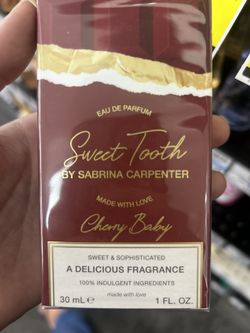 EAU DE PARFUM
Sweet Tooth
BY SABRINA CARPENTER
MADE WITH LOVE
Cherry Baby
SWEET & SOPHISTICATED
A DELICIOUS FRAGRANCE
100% INDULGENT INGREDIENTS
made with love
30 mL e 1 FL. OZ.